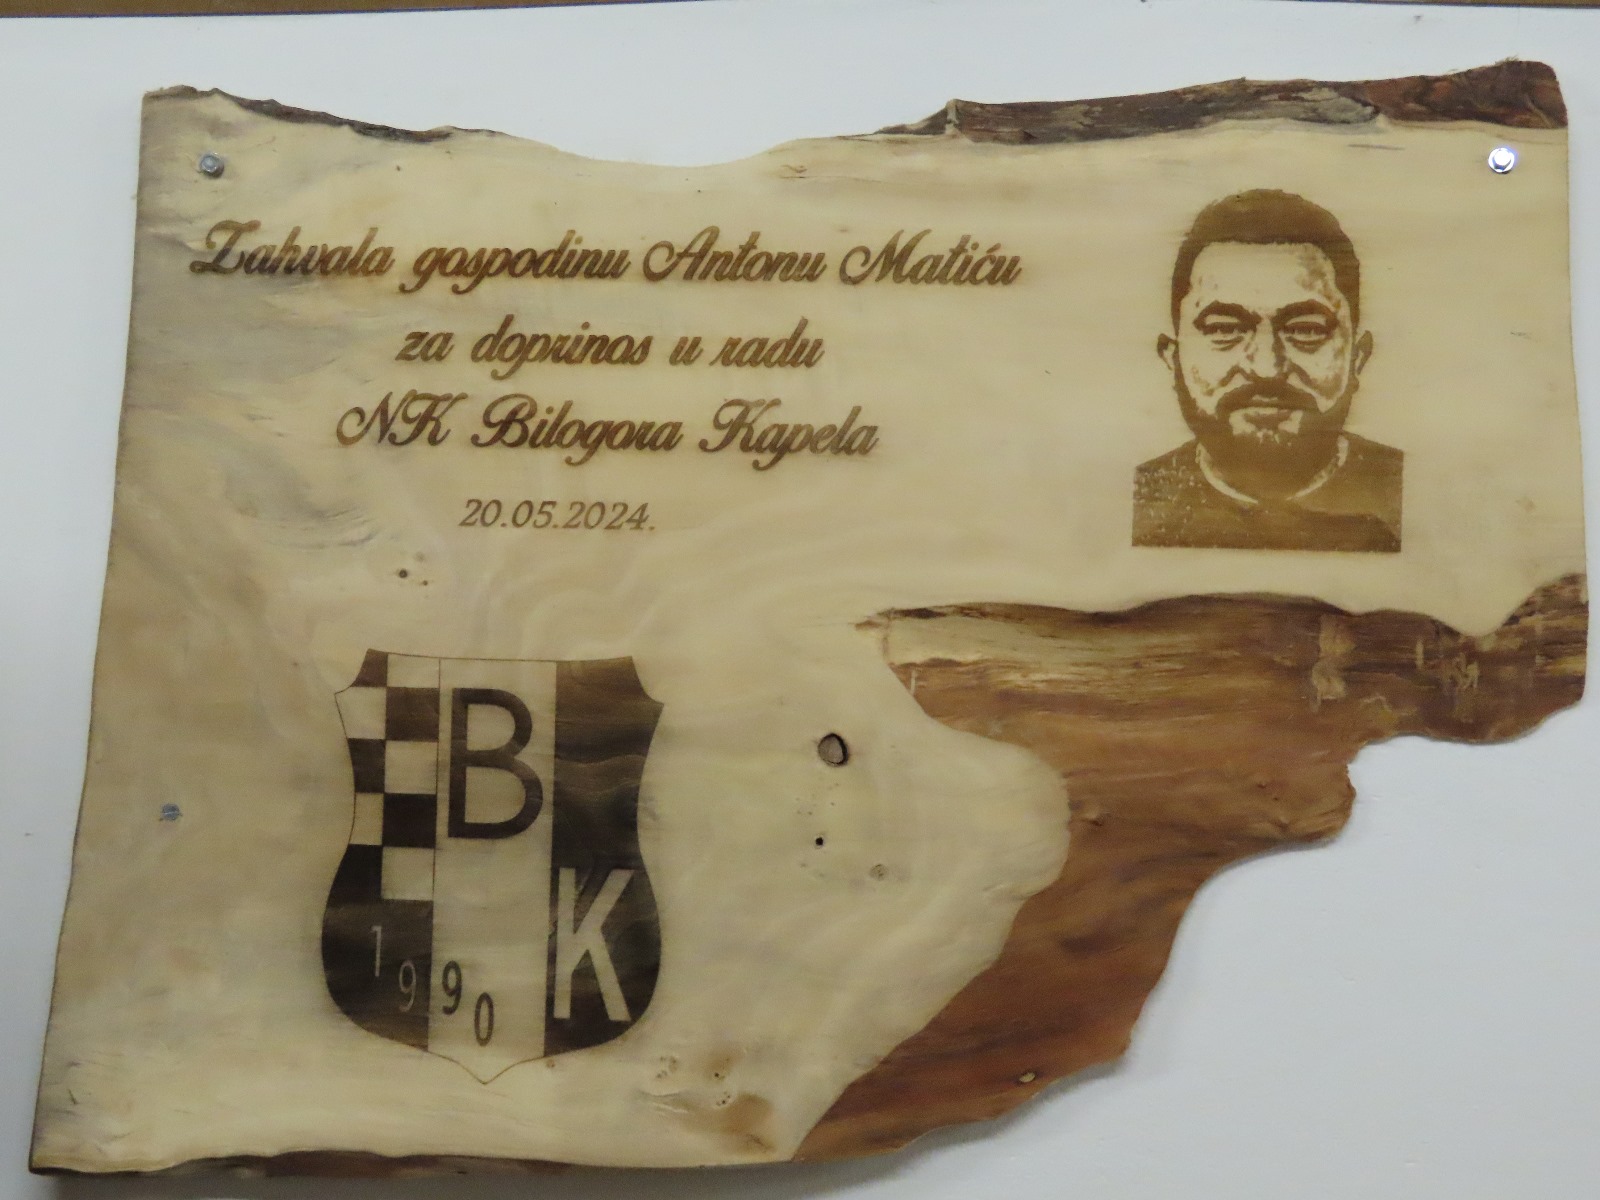 Zahvala gospodinu Antonu Matiću
za doprinos u radu
NK Bilogora Kapela
20.05.2024.
B
K
1990